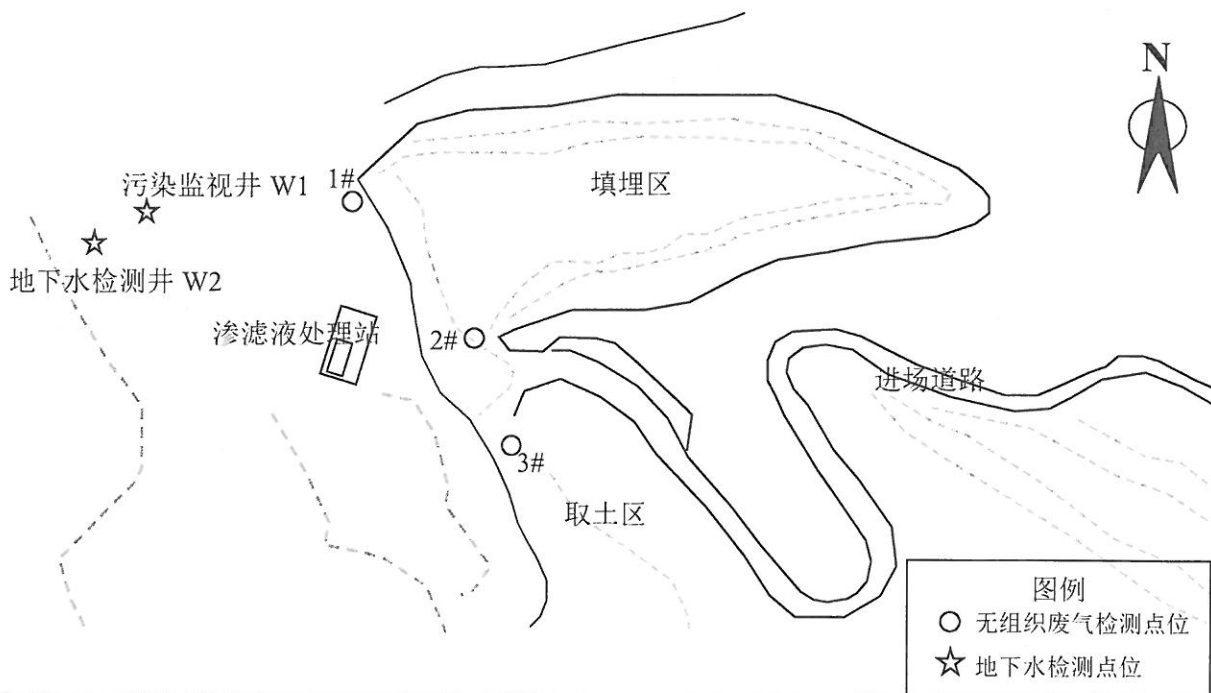 N
污染监视井 W1
1#
填埋区
地下水检测井 W2
渗滤液处理站
2#
进场道路
3#
取土区
图例
无组织废气检测点位
地下水检测点位